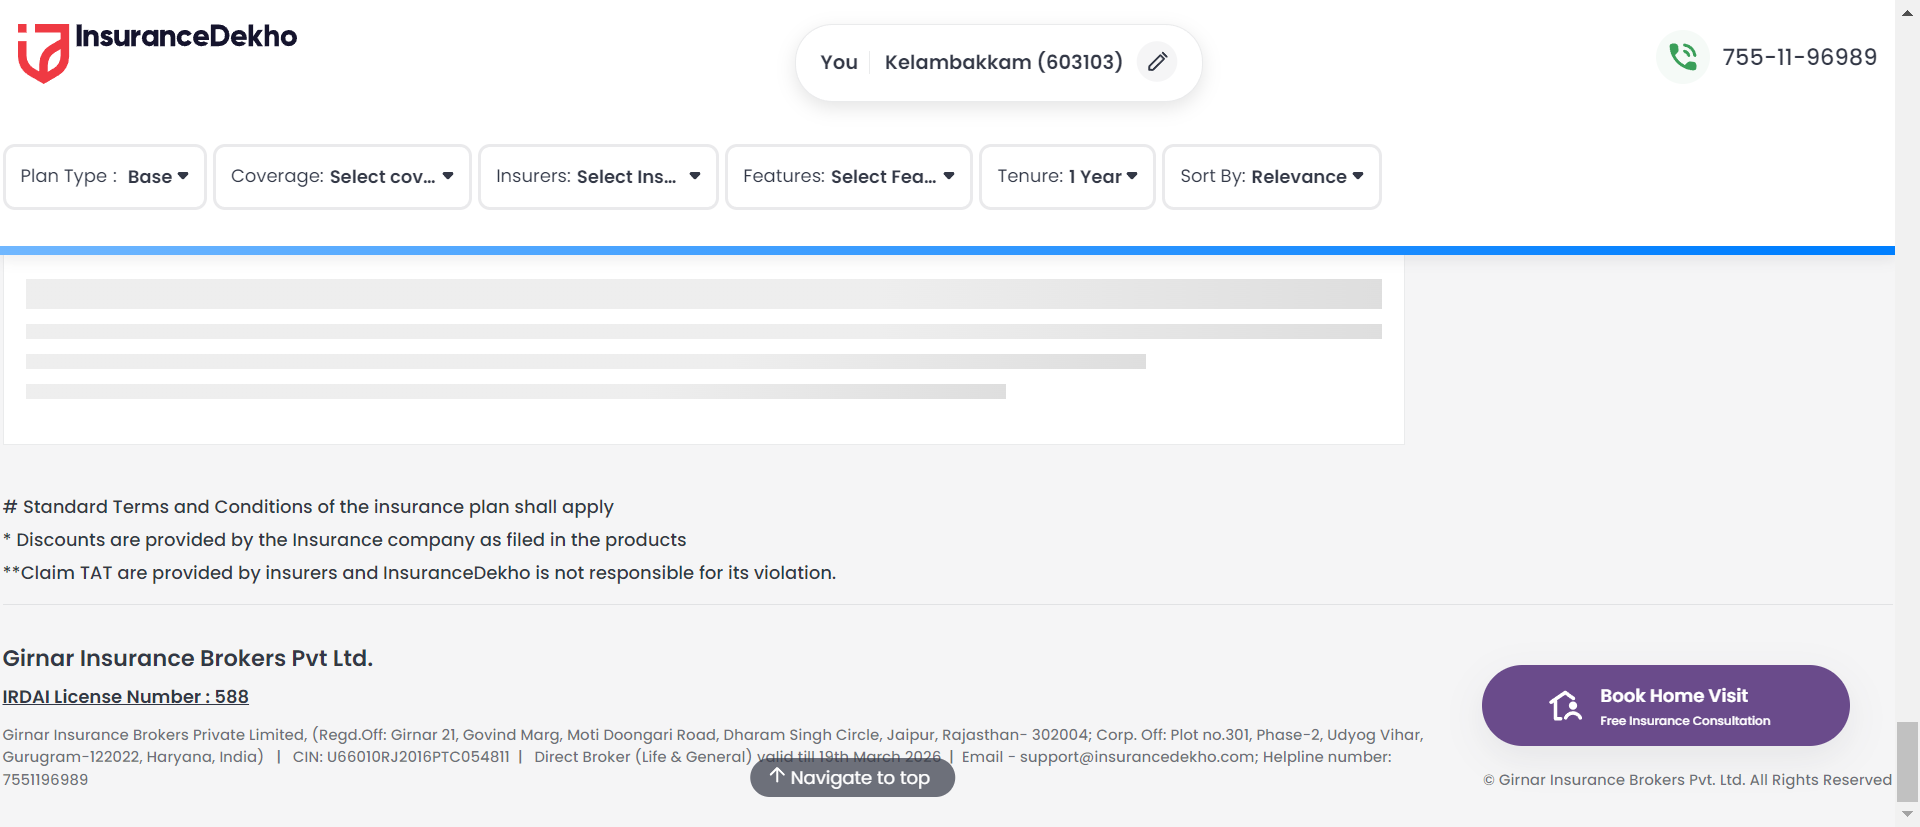 InsuranceDekho
You Kelambakkam (603103)
755-11-96989
Plan Type : Base
Coverage: Select cov...
Insurers: Select Ins...
Features: Select Fea...
Tenure: 1 Year
Sort By: Relevance
# Standard Terms and Conditions of the insurance plan shall apply
* Discounts are provided by the Insurance company as filed in the products
**Claim TAT are provided by insurers and InsuranceDekho is not responsible for its violation.
Girnar Insurance Brokers Pvt Ltd.
IRDAI License Number : 588
Girnar Insurance Brokers Private Limited, (Regd.Off: Girnar 21, Govind Marg, Moti Doongari Road, Dharam Singh Circle, Jaipur, Rajasthan- 302004; Corp. Off: Plot no.301, Phase-2, Udyog Vihar,
Gurugram-122022, Haryana, India) | CIN: U66010RJ2016PTC054811 | Direct Broker (Life & General) valid till 19th March 2026 | Email - support@insurancedekho.com; Helpline number:
7551196989
Navigate to top
Book Home Visit
Free Insurance Consultation
© Girnar Insurance Brokers Pvt. Ltd. All Rights Reserved